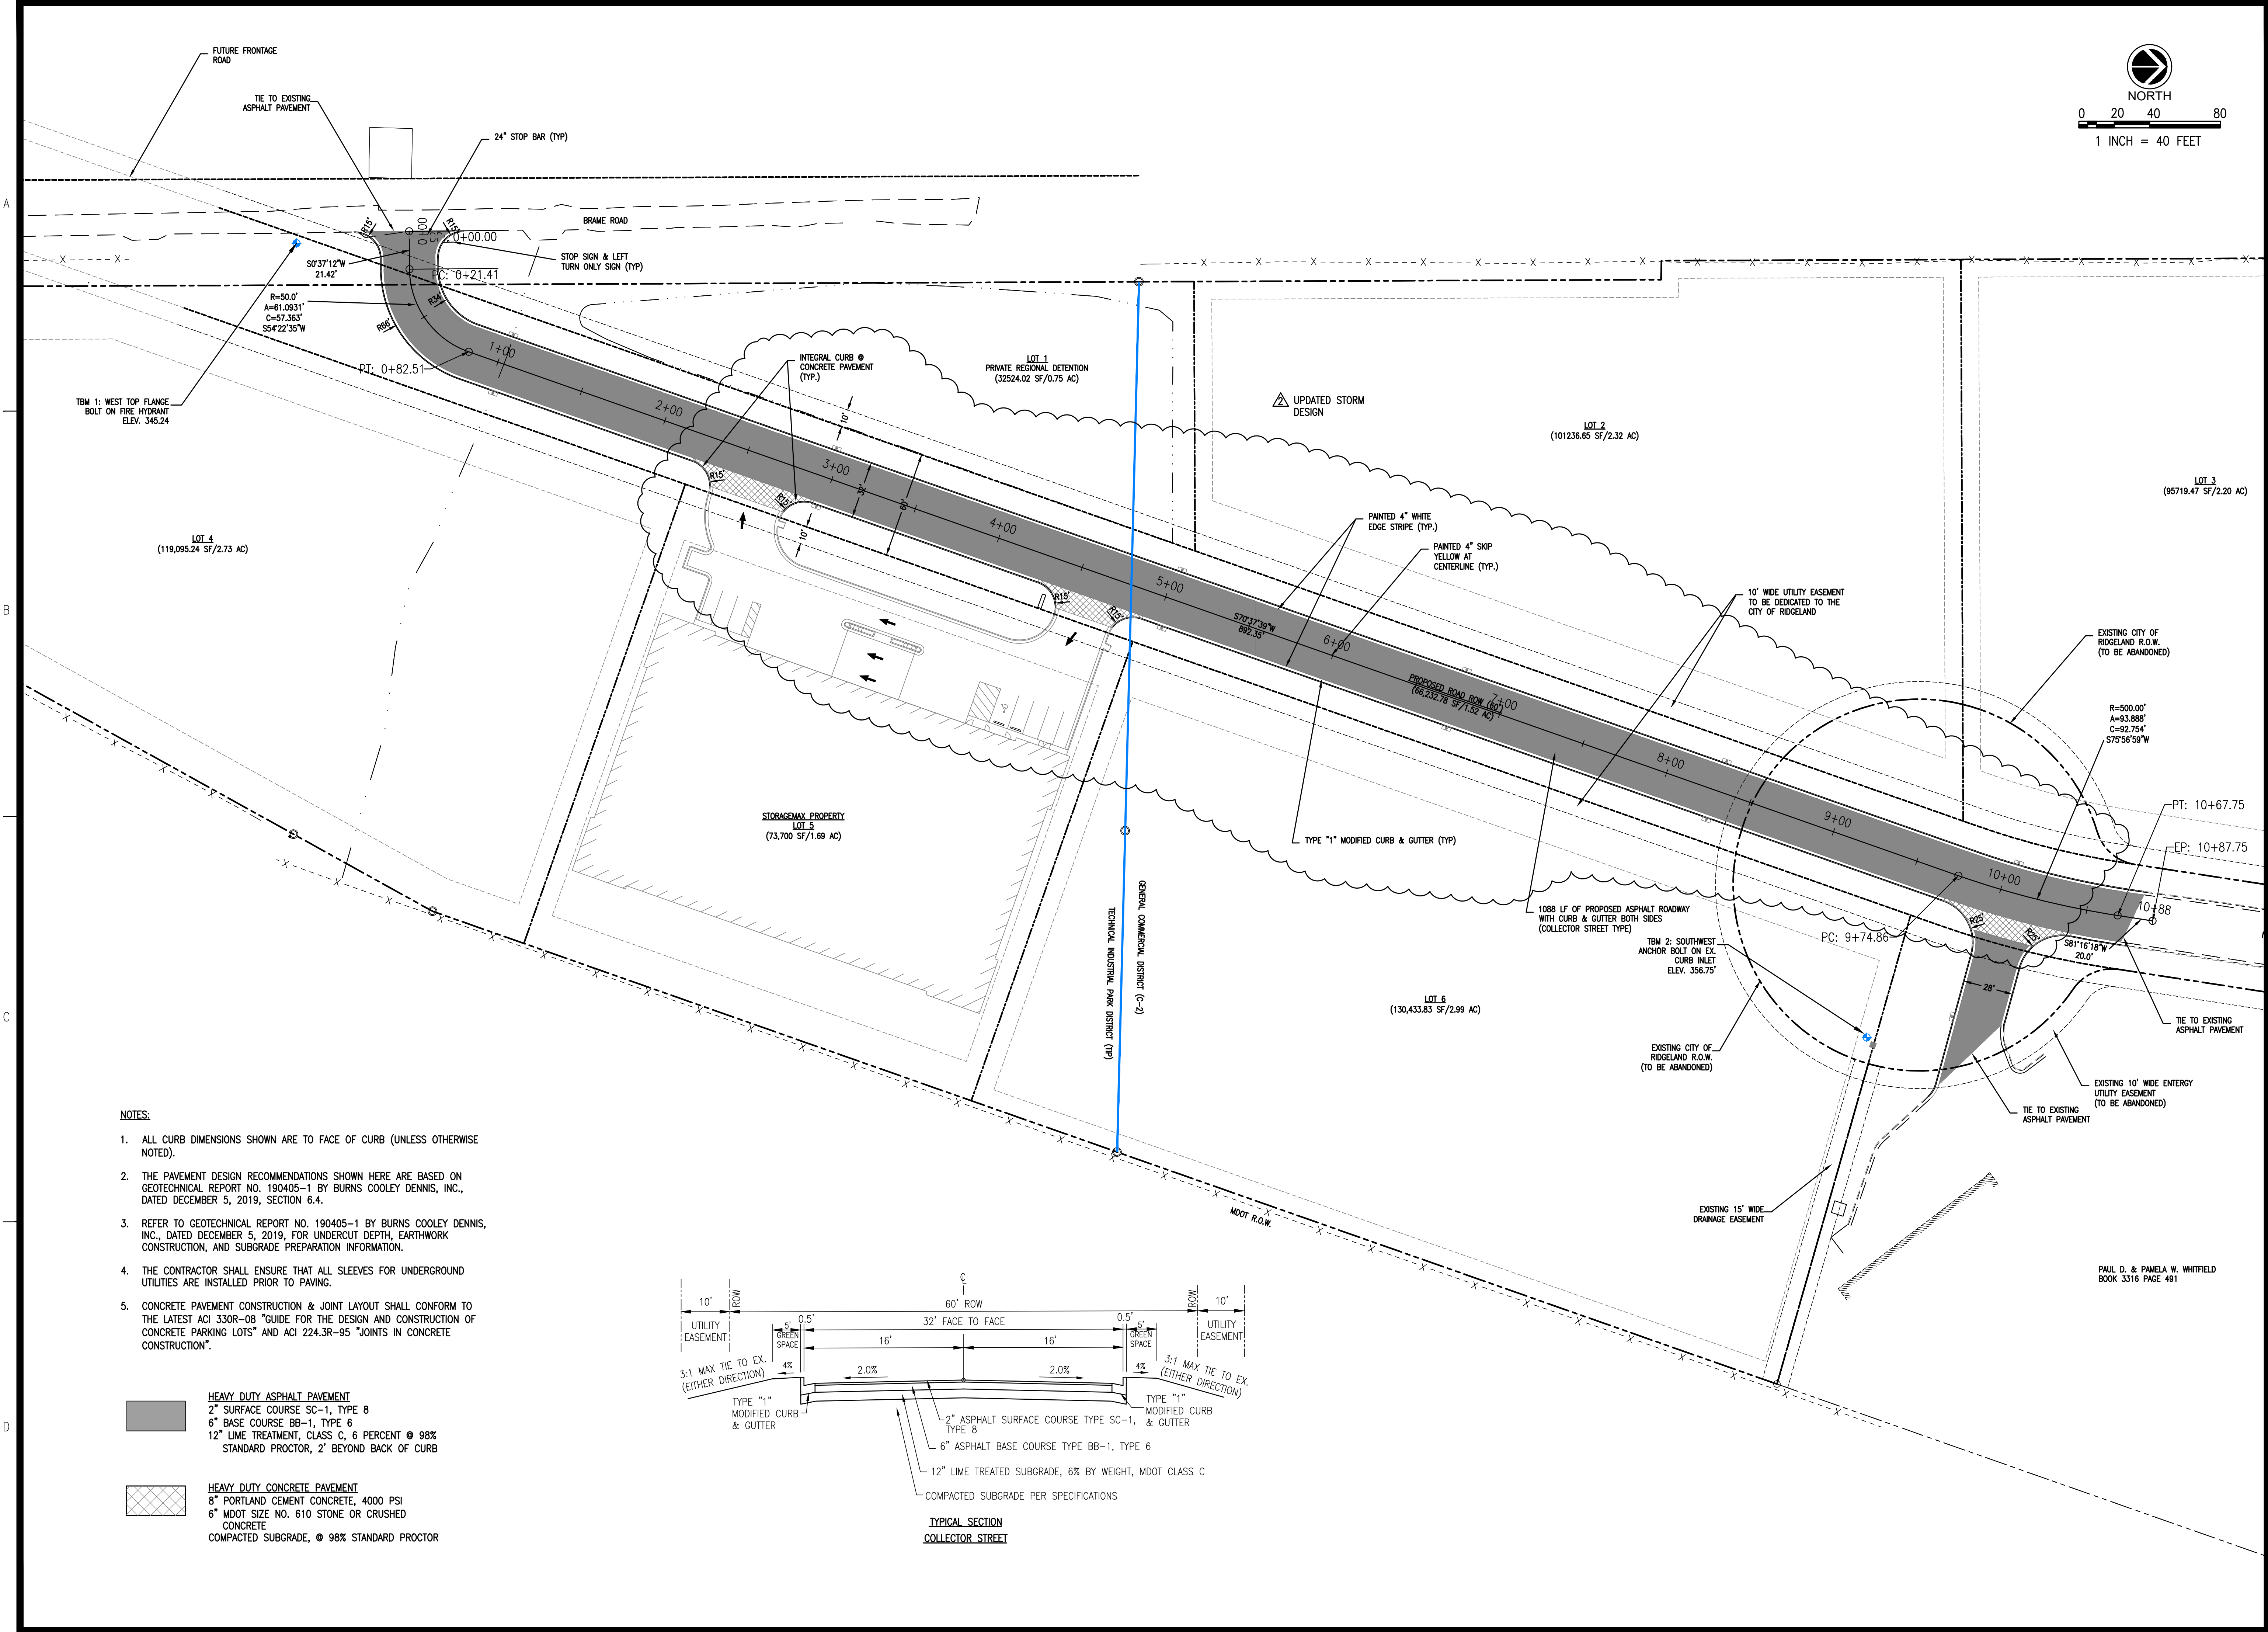 FUTURE FRONTAGE
ROAD
TIE TO EXISTING
ASPHALT PAVEMENT
24" STOP BAR (TYP)
NORTH
0 20 40 80
1 INCH = 40 FEET
A
R15'
0+00
R15'
0+00.00
BRAME ROAD
S0°37'12"W
21.42'
PC: 0+21.41
STOP SIGN & LEFT
TURN ONLY SIGN (TYP)
R=50.0'
A=61.0931'
C=57.363'
S54°22'35"W
R34'
R66'
1+00
PT: 0+82.51
TBM 1: WEST TOP FLANGE
BOLT ON FIRE HYDRANT
ELEV. 345.24
INTEGRAL CURB @
CONCRETE PAVEMENT
(TYP.)
LOT 1
PRIVATE REGIONAL DETENTION
(32524.02 SF/0.75 AC)
2 UPDATED STORM
DESIGN
LOT 2
(101236.65 SF/2.32 AC)
LOT 3
(95719.47 SF/2.20 AC)
2+00
10'
3+00
R15'
R15'
32'
60'
10'
4+00
LOT 4
(119,095.24 SF/2.73 AC)
PAINTED 4" WHITE
EDGE STRIPE (TYP.)
PAINTED 4" SKIP
YELLOW AT
CENTERLINE (TYP.)
B
5+00
R15'
R15'
S70°37'39"W
892.35'
6+00
10' WIDE UTILITY EASEMENT
TO BE DEDICATED TO THE
CITY OF RIDGELAND
EXISTING CITY OF
RIDGELAND R.O.W.
(TO BE ABANDONED)
PROPOSED ROAD ROW (60')
(66,232.78 SF/1.52 AC)
7+00
R=500.00'
A=93.888'
C=92.754'
S75°56'59"W
8+00
9+00
PT: 10+67.75
EP: 10+87.75
STORAGEMAX PROPERTY
LOT 5
(73,700 SF/1.69 AC)
TYPE "1" MODIFIED CURB & GUTTER (TYP)
10+00
10+88
GENERAL COMMERCIAL DISTRICT (C-2)
TECHNICAL INDUSTRIAL PARK DISTRICT (TIP)
1088 LF OF PROPOSED ASPHALT ROADWAY
WITH CURB & GUTTER BOTH SIDES
(COLLECTOR STREET TYPE)
PC: 9+74.86
R25'
R25'
S81°16'18"W
20.0'
TBM 2: SOUTHWEST
ANCHOR BOLT ON EX.
CURB INLET
ELEV. 356.75'
28'
C
LOT 6
(130,433.83 SF/2.99 AC)
TIE TO EXISTING
ASPHALT PAVEMENT
EXISTING CITY OF
RIDGELAND R.O.W.
(TO BE ABANDONED)
EXISTING 10' WIDE ENTERGY
UTILITY EASEMENT
(TO BE ABANDONED)
TIE TO EXISTING
ASPHALT PAVEMENT
EXISTING 15' WIDE
DRAINAGE EASEMENT
MDOT R.O.W.
PAUL D. & PAMELA W. WHITFIELD
BOOK 3316 PAGE 491
NOTES:
1. ALL CURB DIMENSIONS SHOWN ARE TO FACE OF CURB (UNLESS OTHERWISE
NOTED).
2. THE PAVEMENT DESIGN RECOMMENDATIONS SHOWN HERE ARE BASED ON
GEOTECHNICAL REPORT NO. 190405-1 BY BURNS COOLEY DENNIS, INC.,
DATED DECEMBER 5, 2019, SECTION 6.4.
3. REFER TO GEOTECHNICAL REPORT NO. 190405-1 BY BURNS COOLEY DENNIS,
INC., DATED DECEMBER 5, 2019, FOR UNDERCUT DEPTH, EARTHWORK
CONSTRUCTION, AND SUBGRADE PREPARATION INFORMATION.
4. THE CONTRACTOR SHALL ENSURE THAT ALL SLEEVES FOR UNDERGROUND
UTILITIES ARE INSTALLED PRIOR TO PAVING.
5. CONCRETE PAVEMENT CONSTRUCTION & JOINT LAYOUT SHALL CONFORM TO
THE LATEST ACI 330R-08 "GUIDE FOR THE DESIGN AND CONSTRUCTION OF
CONCRETE PARKING LOTS" AND ACI 224.3R-95 "JOINTS IN CONCRETE
CONSTRUCTION".
D
HEAVY DUTY ASPHALT PAVEMENT
2" SURFACE COURSE SC-1, TYPE 8
6" BASE COURSE BB-1, TYPE 6
12" LIME TREATMENT, CLASS C, 6 PERCENT @ 98%
STANDARD PROCTOR, 2' BEYOND BACK OF CURB
HEAVY DUTY CONCRETE PAVEMENT
8" PORTLAND CEMENT CONCRETE, 4000 PSI
6" MDOT SIZE NO. 610 STONE OR CRUSHED
CONCRETE
COMPACTED SUBGRADE, @ 98% STANDARD PROCTOR
10' ROW 60' ROW ROW 10'
UTILITY
EASEMENT
5'
GREEN
SPACE
0.5' 32' FACE TO FACE 0.5'
5'
GREEN
SPACE
UTILITY
EASEMENT
16' 16'
3:1 MAX TIE TO EX.
(EITHER DIRECTION)
4% 2.0% 2.0% 4%
3:1 MAX TIE TO EX.
(EITHER DIRECTION)
TYPE "1"
MODIFIED CURB
& GUTTER
TYPE "1"
MODIFIED CURB
& GUTTER
2" ASPHALT SURFACE COURSE TYPE SC-1,
TYPE 8
6" ASPHALT BASE COURSE TYPE BB-1, TYPE 6
12" LIME TREATED SUBGRADE, 6% BY WEIGHT, MDOT CLASS C
COMPACTED SUBGRADE PER SPECIFICATIONS
TYPICAL SECTION
COLLECTOR STREET